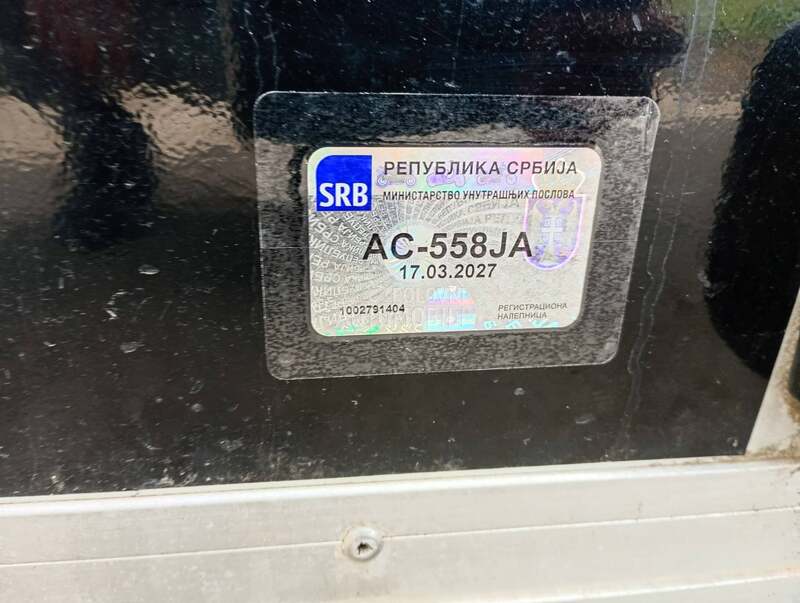 SRB
РЕПУБЛИКА СРБИЈА
МИНИСТАРСТВО УНУТРАШЊИХ ПОСЛОВА
AC-558JA
17.03.2027
1002791404
РЕГИСТРАЦИОНА
НАЛЕПНИЦА